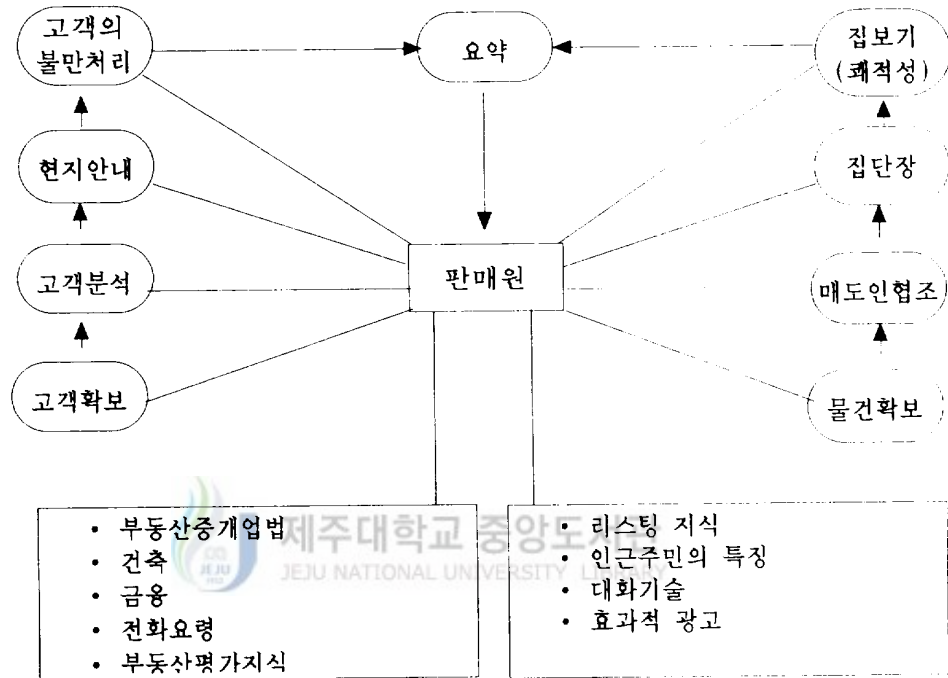 고객의
불만처리
요약
집보기
(쾌적성)
현지안내
집단장
고객분석
판매원
매도인협조
고객확보
물건확보
• 부동산중개업법
• 건축
• 금융
• 전화요령
• 부동산평가지식
• 리스팅 지식
• 인근주민의 특징
• 대화기술
• 효과적 광고
제주대학교 중앙도서관
JEJU NATIONAL UNIVERSITY LIBRARY
JEJU
1952